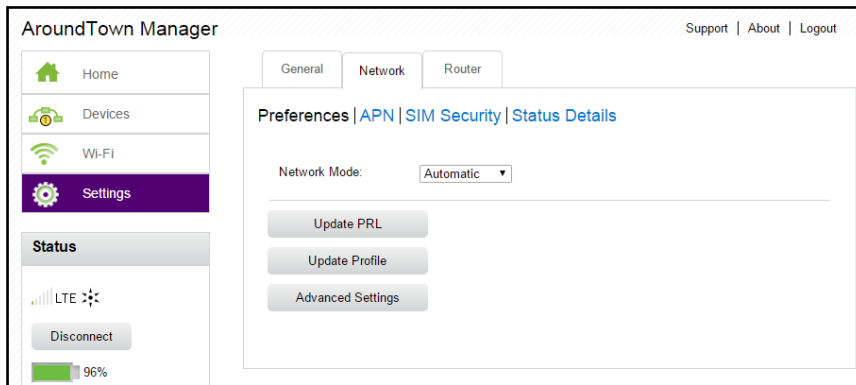 AroundTown Manager
Support | About | Logout
Home
Devices
1
Wi-Fi
Settings
General
Network
Router
Preferences | APN | SIM Security | Status Details
Network Mode:
Automatic
Update PRL
Update Profile
Advanced Settings
Status
LTE
Disconnect
96%